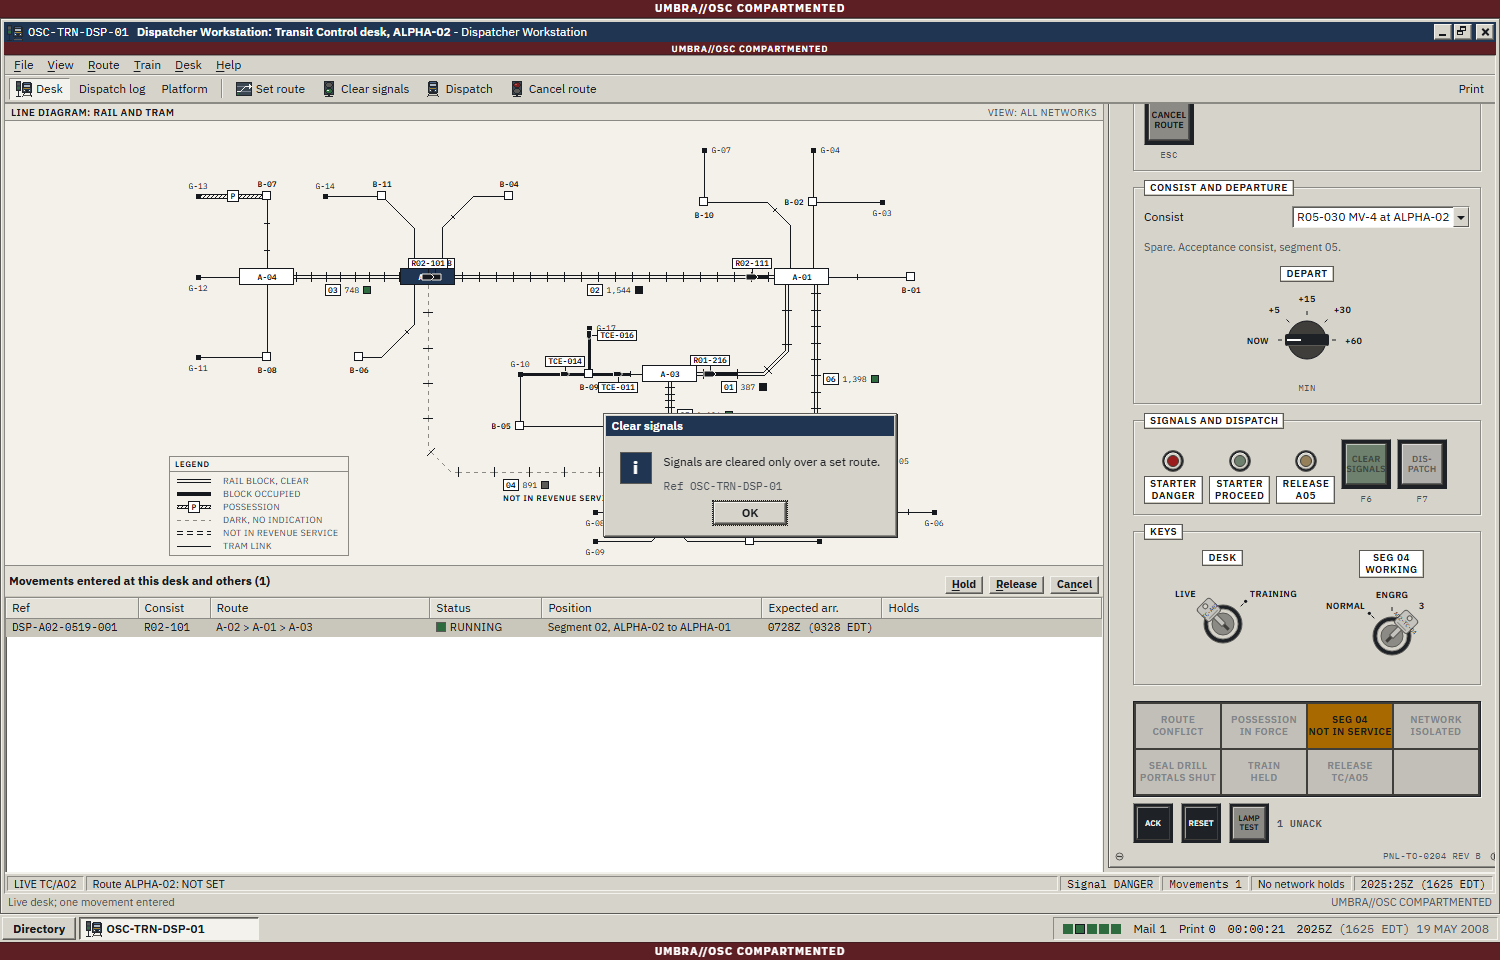 UMBRA//OSC COMPARTMENTED
OSC-TRN-DSP-01 Dispatcher Workstation: Transit Control desk, ALPHA-02 - Dispatcher Workstation
UMBRA//OSC COMPARTMENTED
File View Route Train Desk Help
Desk Dispatch log Platform Set route Clear signals Dispatch Cancel route Print
LINE DIAGRAM: RAIL AND TRAM VIEW: ALL NETWORKS
G-07 G-04
G-13 B-07 G-14 B-11 B-04
P
B-10 B-02 G-03
R02-101 R02-111
A-04 A-01
G-12 B-01
03 748 02 1,544
G-17
TCE-016
G-10 TCE-014 R01-216
A-03
G-11 B-08 B-06 B-09 TCE-011 01 387 06 1,398
B-05
04 891
NOT IN REVENUE SERVI
05
G-08 G-06
G-09
LEGEND
RAIL BLOCK, CLEAR
BLOCK OCCUPIED
P POSSESSION
DARK, NO INDICATION
NOT IN REVENUE SERVICE
TRAM LINK
Clear signals
i Signals are cleared only over a set route.
Ref OSC-TRN-DSP-01
OK
CANCEL
ROUTE
ESC
CONSIST AND DEPARTURE
Consist R05-030 MV-4 at ALPHA-02
Spare. Acceptance consist, segment 05.
DEPART
+15
+5 +30
NOW +60
MIN
SIGNALS AND DISPATCH
STARTER
DANGER
STARTER
PROCEED
RELEASE
A05
CLEAR
SIGNALS
F6
DIS-
PATCH
F7
KEYS
DESK
LIVE TRAINING
SEG 04
WORKING
NORMAL ENGRG 3
ROUTE
CONFLICT
POSSESSION
IN FORCE
SEG 04
NOT IN SERVICE
NETWORK
ISOLATED
SEAL DRILL
PORTALS SHUT
TRAIN
HELD
RELEASE
TC/A05
ACK RESET LAMP
TEST
1 UNACK
PNL-TO-0204 REV B
Movements entered at this desk and others (1) Hold Release Cancel
Ref Consist Route Status Position Expected arr. Holds
DSP-A02-0519-001 R02-101 A-02 > A-01 > A-03 RUNNING Segment 02, ALPHA-02 to ALPHA-01 0728Z (0328 EDT)
LIVE TC/A02 Route ALPHA-02: NOT SET Signal DANGER Movements 1 No network holds 2025:25Z (1625 EDT)
Live desk; one movement entered UMBRA//OSC COMPARTMENTED
Directory OSC-TRN-DSP-01 Mail 1 Print 0 00:00:21 2025Z (1625 EDT) 19 MAY 2008
UMBRA//OSC COMPARTMENTED